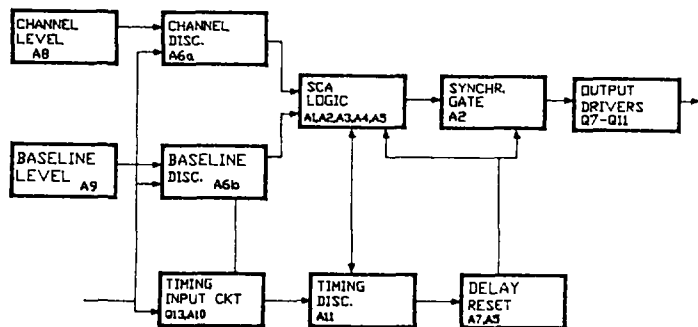 CHANNEL
LEVEL
A8
CHANNEL
DISC.
A6a
SCA
LOGIC
A1,A2,A3,A4,A5
SYNCHR.
GATE
A2
OUTPUT
DRIVERS
Q7-Q11
BASELINE
LEVEL A9
BASELINE
DISC. A6b
TIMING
INPUT CKT
Q13,A10
TIMING
DISC.
A11
DELAY
RESET
A7,A5